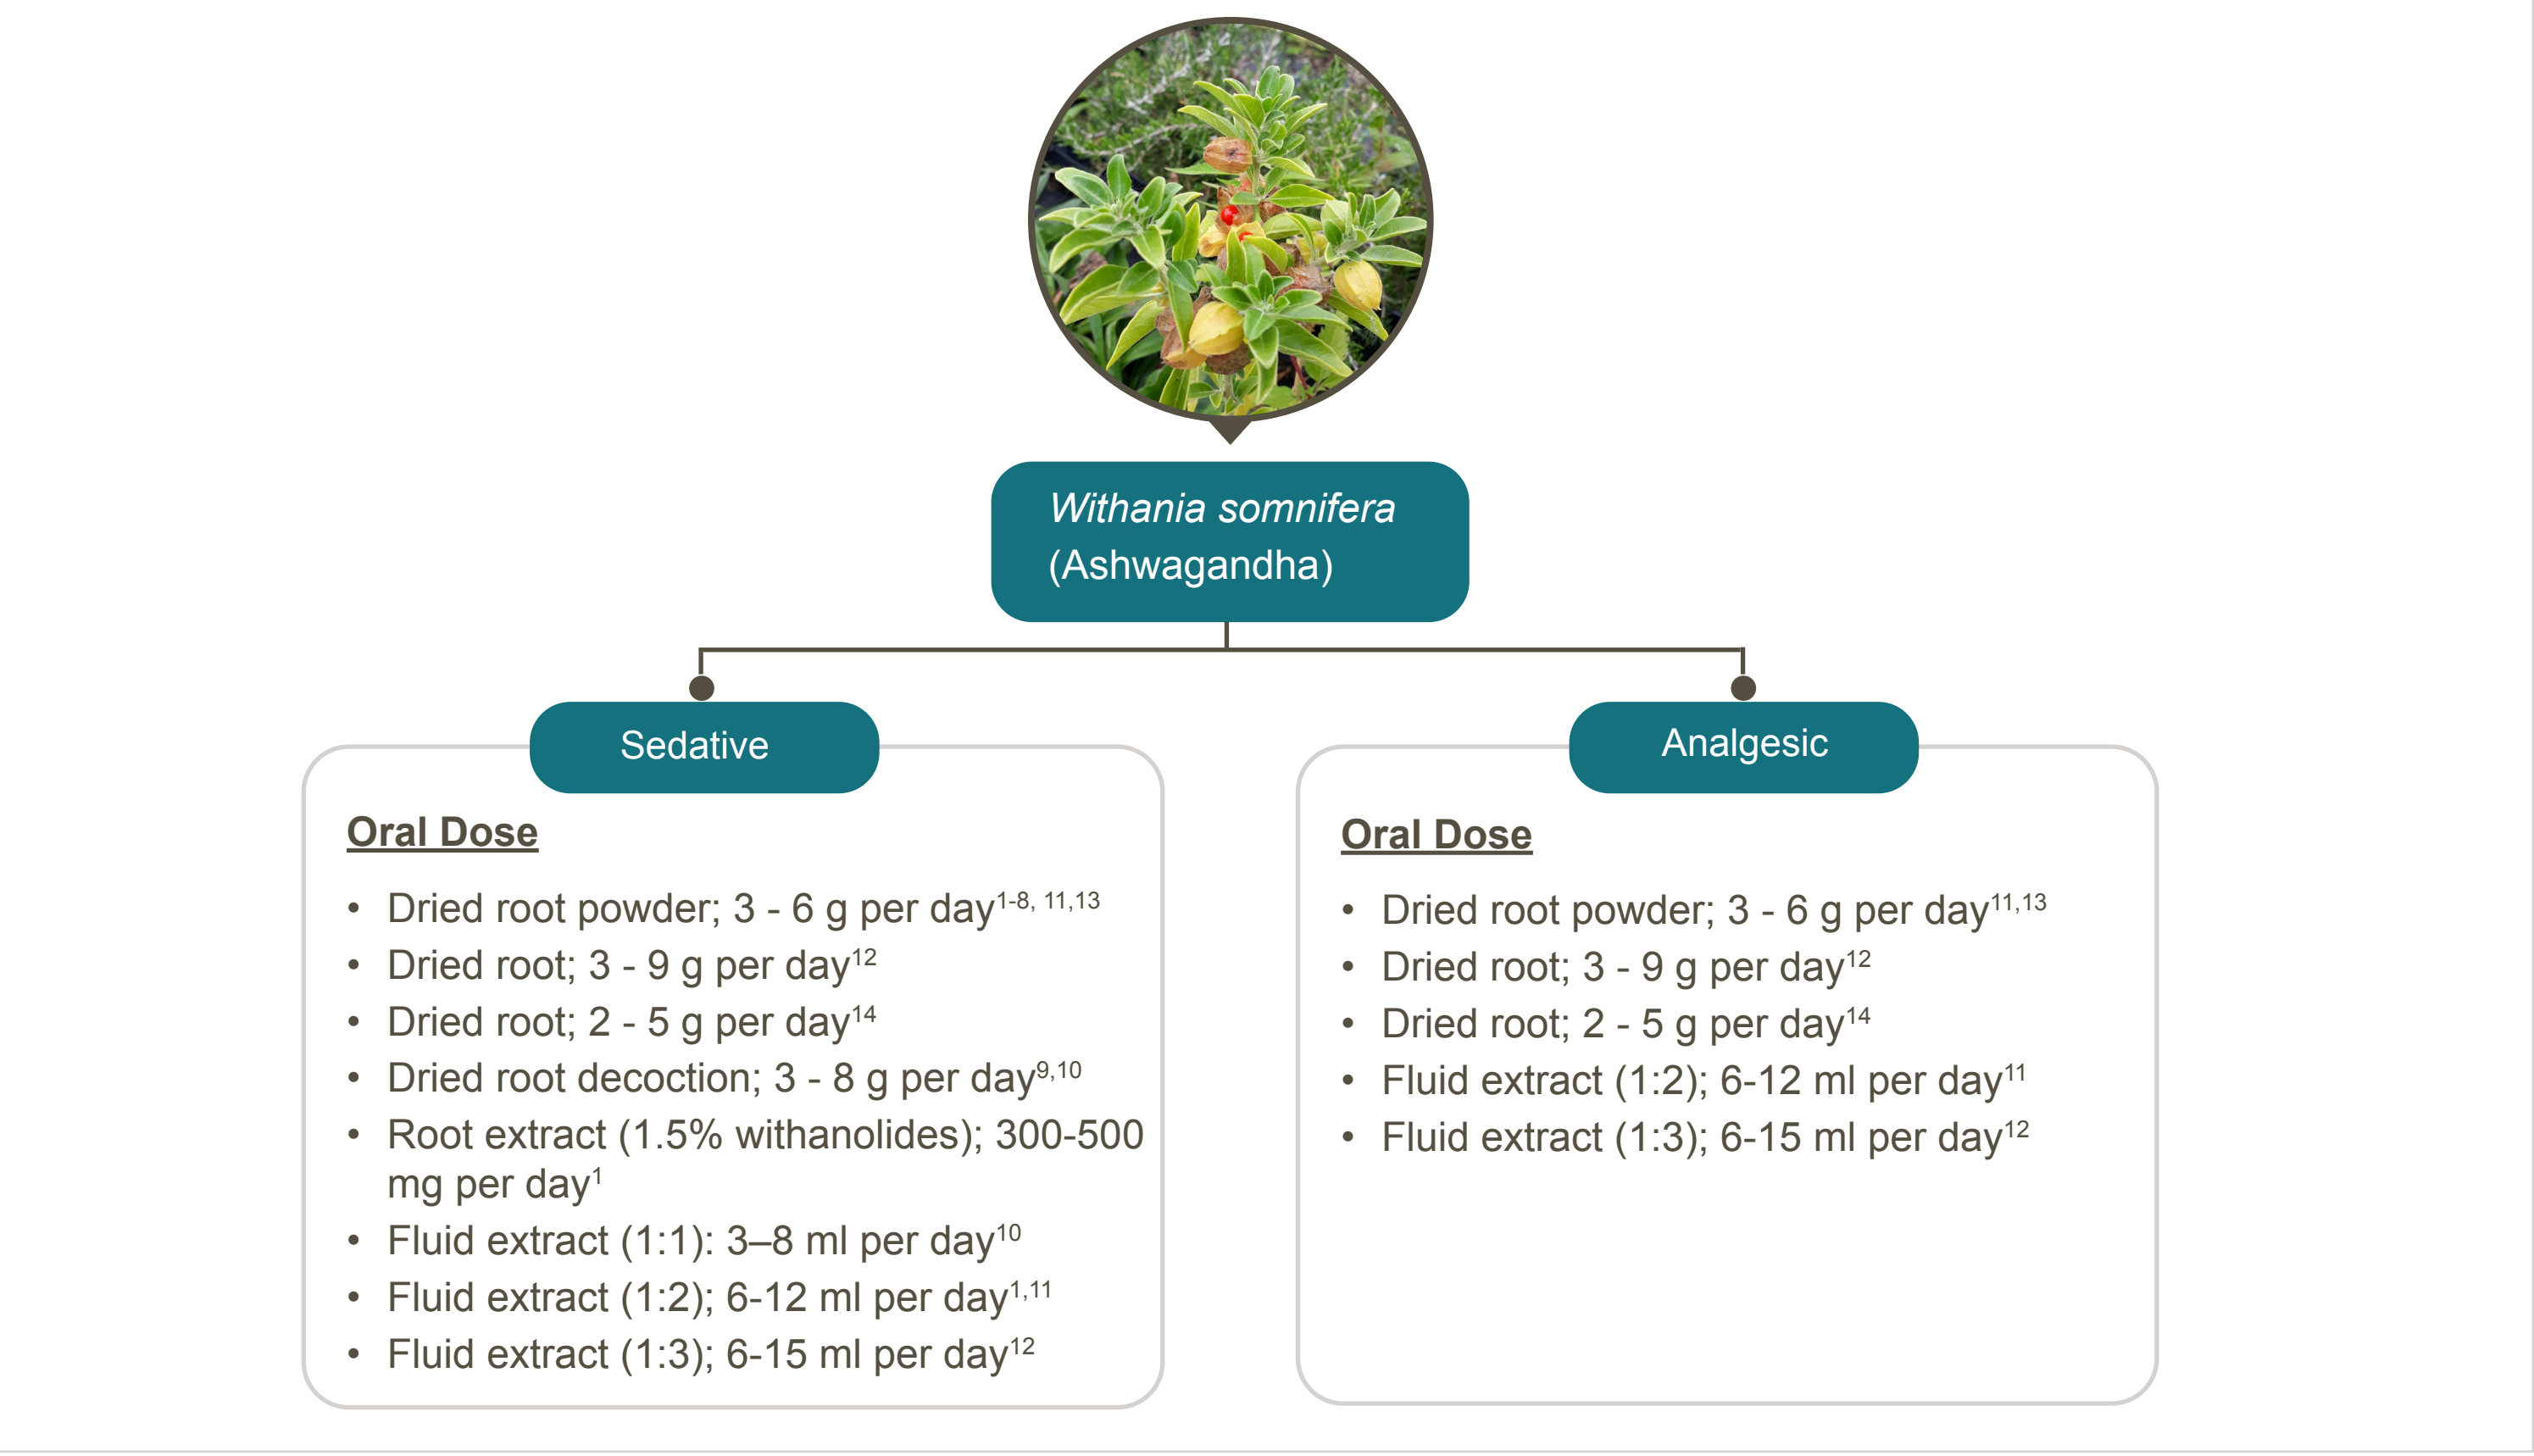 Withania somnifera
(Ashwagandha)
Sedative
Oral Dose
• Dried root powder; 3 - 6 g per day1-8, 11,13
• Dried root; 3 - 9 g per day12
• Dried root; 2 - 5 g per day14
• Dried root decoction; 3 - 8 g per day9,10
• Root extract (1.5% withanolides); 300-500
mg per day1
• Fluid extract (1:1): 3–8 ml per day10
• Fluid extract (1:2); 6-12 ml per day1,11
• Fluid extract (1:3); 6-15 ml per day12
Analgesic
Oral Dose
• Dried root powder; 3 - 6 g per day11,13
• Dried root; 3 - 9 g per day12
• Dried root; 2 - 5 g per day14
• Fluid extract (1:2); 6-12 ml per day11
• Fluid extract (1:3); 6-15 ml per day12